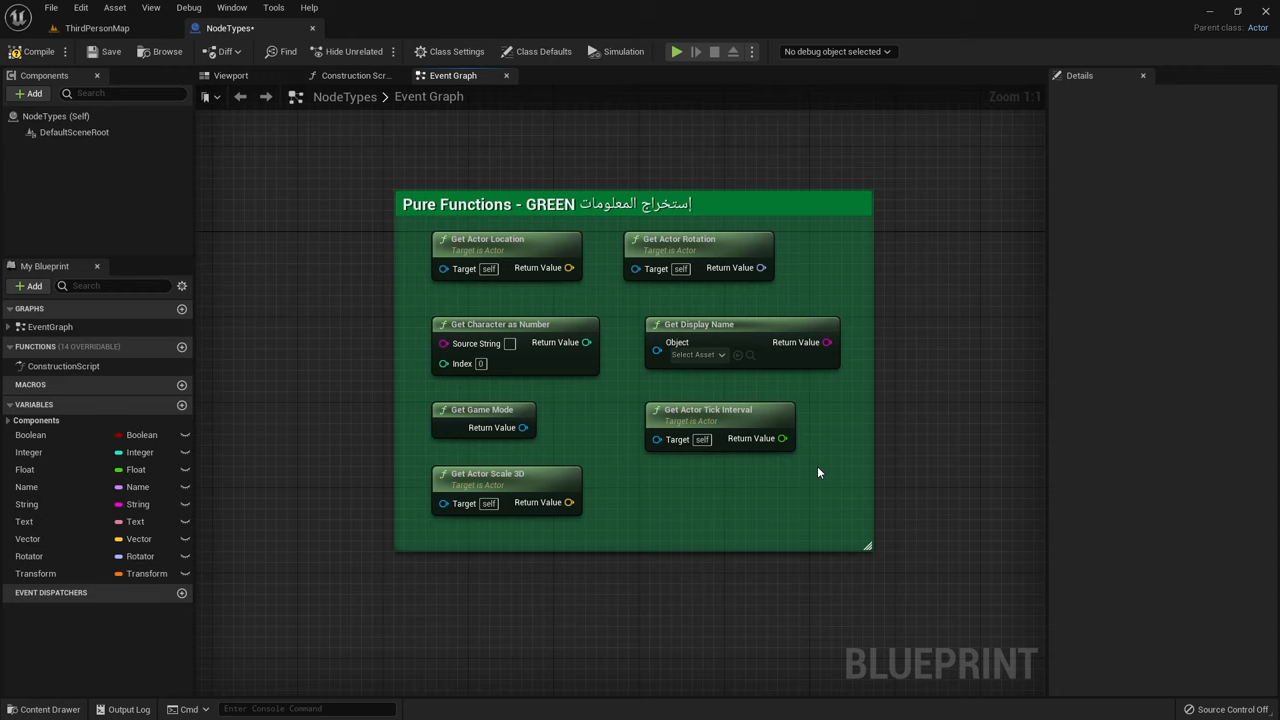 File Edit Asset View Debug Window Tools Help
ThirdPersonMap
NodeTypes*
Parent class: Actor
Compile Save Browse Diff Find Hide Unrelated Class Settings Class Defaults Simulation No debug object selected
Components
Viewport Construction Scr... Event Graph
Details
Add Search
NodeTypes > Event Graph
Zoom 1:1
NodeTypes (Self)
DefaultSceneRoot
Pure Functions - GREEN إستخراج المعلومات
Get Actor Location
Target is Actor
Target self Return Value
Get Actor Rotation
Target is Actor
Target self Return Value
Get Character as Number
Source String Return Value
Index 0
Get Display Name
Object Return Value
Select Asset
Get Game Mode
Return Value
Get Actor Tick Interval
Target is Actor
Target self Return Value
Get Actor Scale 3D
Target is Actor
Target self Return Value
My Blueprint
Add Search
GRAPHS
EventGraph
FUNCTIONS (14 OVERRIDABLE)
ConstructionScript
MACROS
VARIABLES
Components
Boolean Boolean
Integer Integer
Float Float
Name Name
String String
Text Text
Vector Vector
Rotator Rotator
Transform Transform
EVENT DISPATCHERS
BLUEPRINT
Content Drawer Output Log Cmd Enter Console Command Source Control Off